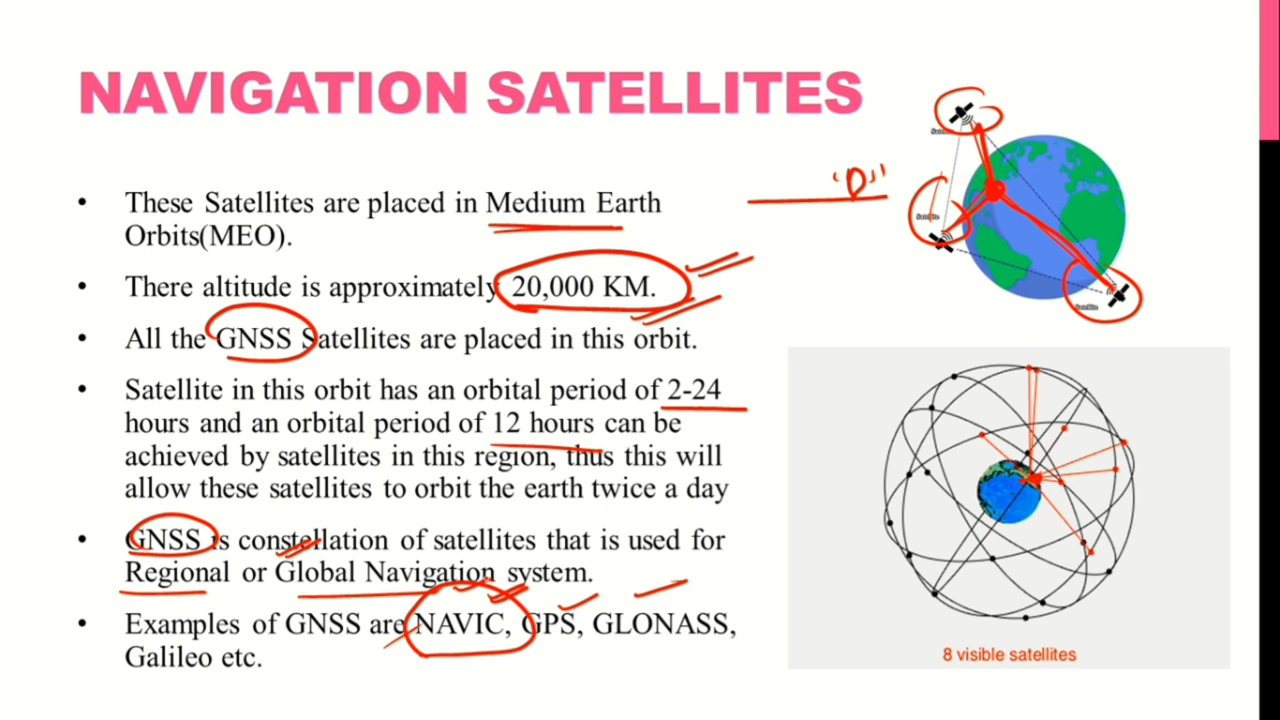 NAVIGATION SATELLITES
• These Satellites are placed in Medium Earth
Orbits(MEO).
• There altitude is approximately 20,000 KM.
• All the GNSS Satellites are placed in this orbit.
• Satellite in this orbit has an orbital period of 2-24
hours and an orbital period of 12 hours can be
achieved by satellites in this region, thus this will
allow these satellites to orbit the earth twice a day
• GNSS is constellation of satellites that is used for
Regional or Global Navigation system.
• Examples of GNSS are NAVIC, GPS, GLONASS,
Galileo etc.
Satellite
Satellite
8 visible satellites